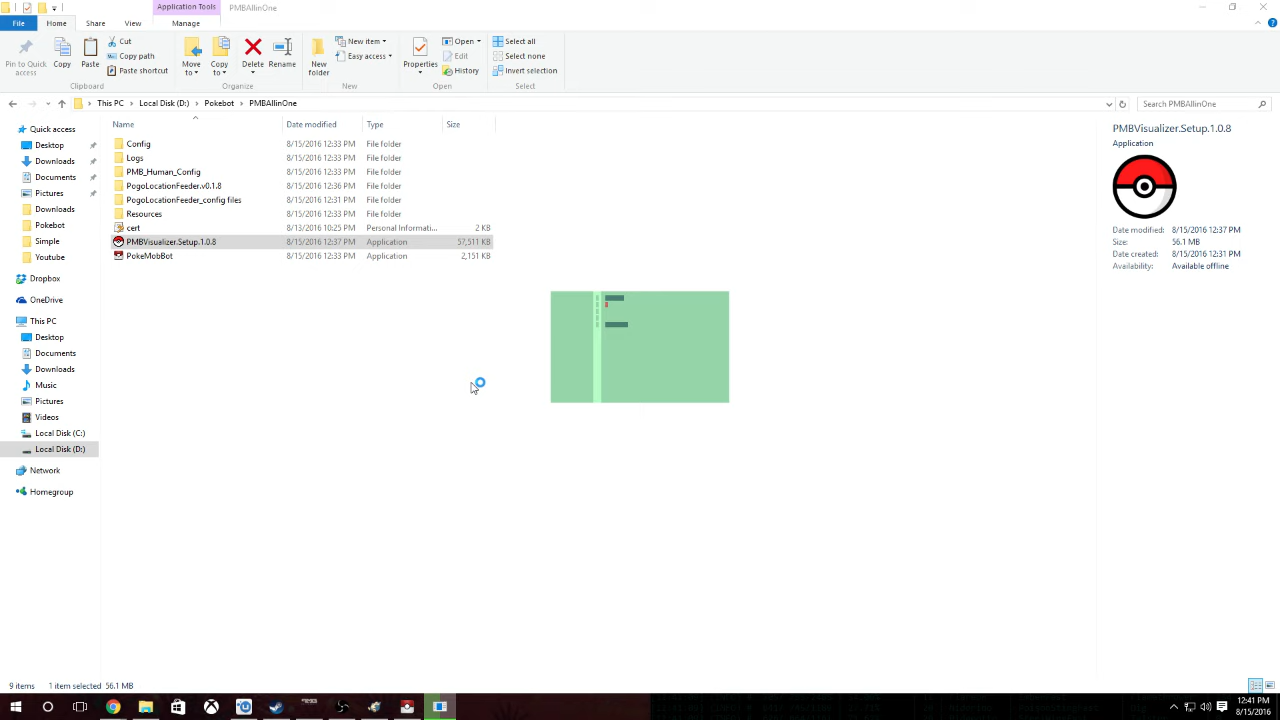 Application Tools PMBAllinOne
File Home Share View Manage
Pin to Quick access
Copy
Paste
Cut
Copy path
Paste shortcut
Clipboard
Move to
Copy to
Delete
Rename
Organize
New folder
New item
Easy access
New
Properties
Open
Edit
History
Open
Select all
Select none
Invert selection
Select
This PC Local Disk (D:) Pokebot PMBAllinOne
Search PMBAllinOne
Quick access
Desktop
Downloads
Documents
Pictures
Downloads
Pokebot
Simple
Youtube
Dropbox
OneDrive
This PC
Desktop
Documents
Downloads
Music
Pictures
Videos
Local Disk (C:)
Local Disk (D:)
Network
Homegroup
Name Date modified Type Size
Config 8/15/2016 12:33 PM File folder
Logs 8/15/2016 12:33 PM File folder
PMB_Human_Config 8/15/2016 12:33 PM File folder
PogoLocationFeeder.v0.1.8 8/15/2016 12:36 PM File folder
PogoLocationFeeder_config files 8/15/2016 12:31 PM File folder
Resources 8/15/2016 12:33 PM File folder
cert 8/13/2016 10:25 PM Personal Informati... 2 KB
PMBVisualizer.Setup.1.0.8 8/15/2016 12:37 PM Application 57,511 KB
PokeMobBot 8/15/2016 12:33 PM Application 2,151 KB
PMBVisualizer.Setup.1.0.8
Application
Date modified: 8/15/2016 12:37 PM
Size: 56.1 MB
Date created: 8/15/2016 12:31 PM
Availability: Available offline
9 items 1 item selected 56.1 MB
12:41 PM
8/15/2016